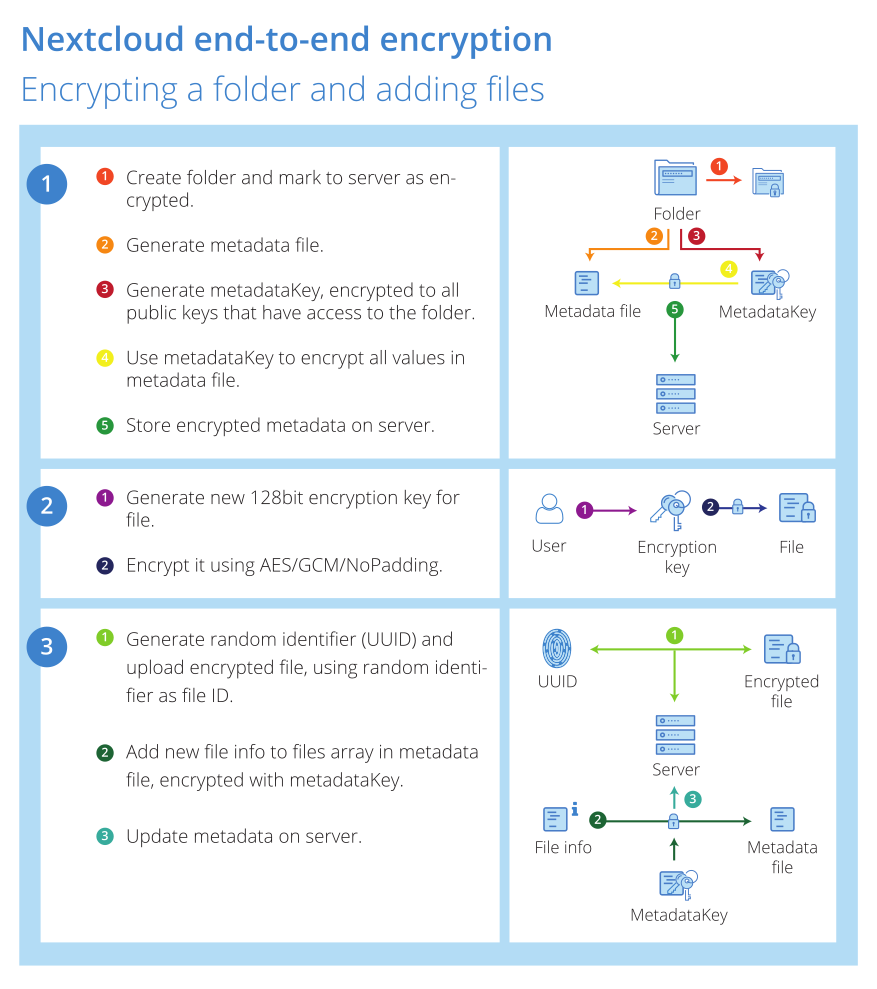 Nextcloud end-to-end encryption
Encrypting a folder and adding files
1
1 Create folder and mark to server as en-
crypted.
2 Generate metadata file.
3 Generate metadataKey, encrypted to all
public keys that have access to the folder.
4 Use metadataKey to encrypt all values in
metadata file.
5 Store encrypted metadata on server.
1
Folder
2 3
4
Metadata file MetadataKey
5
Server
2
1 Generate new 128bit encryption key for
file.
2 Encrypt it using AES/GCM/NoPadding.
1 2
User Encryption File
key
3
1 Generate random identifier (UUID) and
upload encrypted file, using random identi-
fier as file ID.
2 Add new file info to files array in metadata
file, encrypted with metadataKey.
3 Update metadata on server.
1
UUID Encrypted
file
Server
3
i
2
File info Metadata
file
MetadataKey